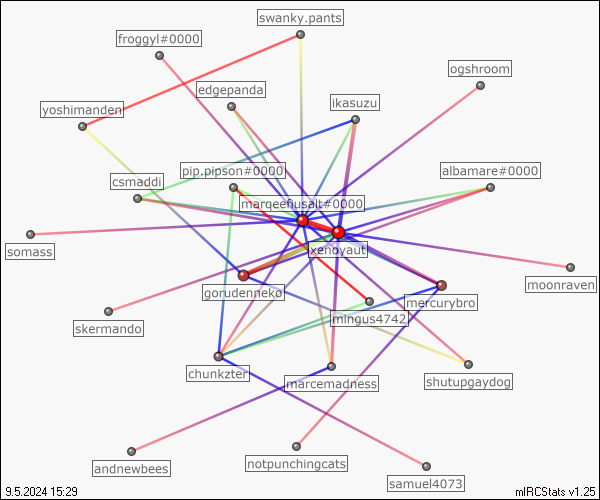 swanky.pants
froggyl#0000
ogshroom
edgepanda
ikasuzu
yoshimanden
pip.pipson#0000
albamare#0000
csmaddi
marqeeflusalt#0000
somass
xenoyaut
moonraven
gorudenneko
mercurybro
mingus4742
skermando
chunkzter
marcemadness
shutupgaydog
andnewbees
notpunchingcats
samuel4073
9.5.2024 15:29
mIRCStats v1.25